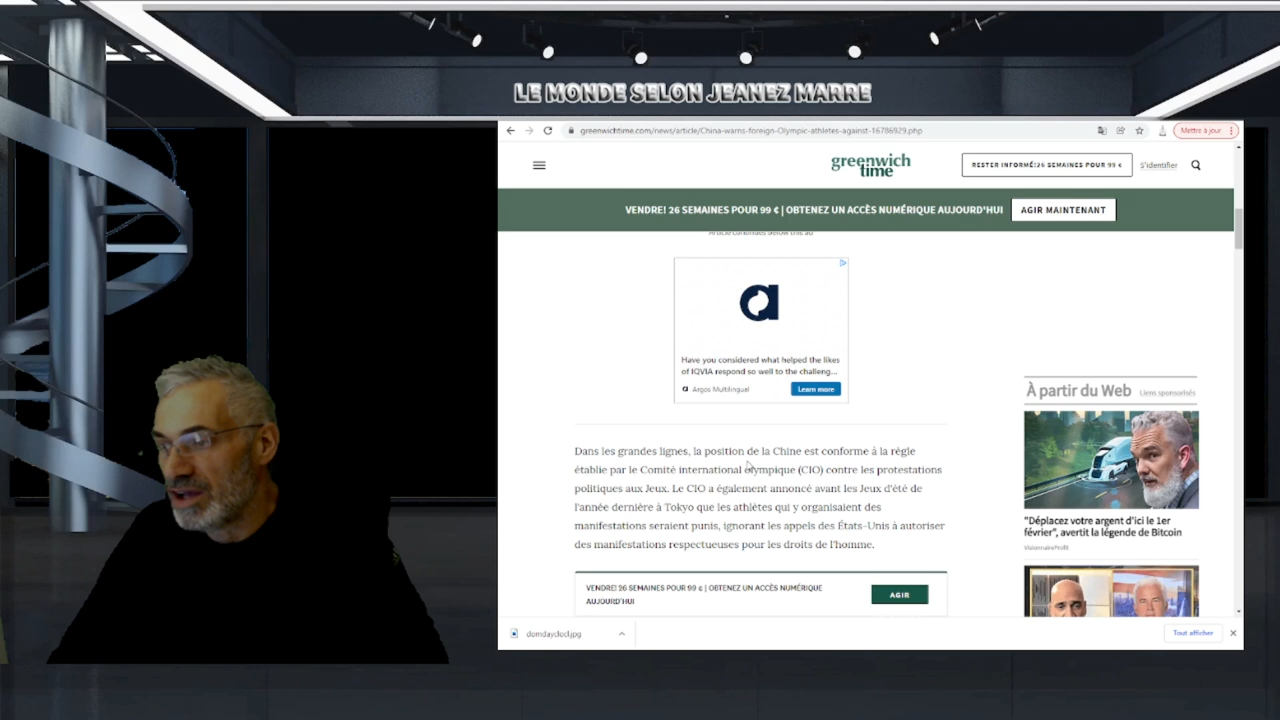 LE MONDE SELON JEANEZ MARRE
greenwichtime.com/news/article/China-warns-foreign-Olympic-athletes-against-16786929.php
Mettre à jour
greenwich
time
RESTER INFORMÉ:26 SEMAINES POUR 99 ¢
S'identifier
VENDRE! 26 SEMAINES POUR 99 ¢ | OBTENEZ UN ACCÈS NUMÉRIQUE AUJOURD'HUI
AGIR MAINTENANT
Article continues below this ad
a
Have you considered what helped the likes
of IQVIA respond so well to the challeng...
Argos Multilingual
Learn more
À partir du Web
Liens sponsorisés
Dans les grandes lignes, la position de la Chine est conforme à la règle
établie par le Comité international olympique (CIO) contre les protestations
politiques aux Jeux. Le CIO a également annoncé avant les Jeux d'été de
l'année dernière à Tokyo que les athlètes qui y organisaient des
manifestations seraient punis, ignorant les appels des États-Unis à autoriser
des manifestations respectueuses pour les droits de l'homme.
"Déplacez votre argent d'ici le 1er
février", avertit la légende de Bitcoin
VisionnaireProfit
VENDRE! 26 SEMAINES POUR 99 ¢ | OBTENEZ UN ACCÈS NUMÉRIQUE
AUJOURD'HUI
AGIR
domdayclocl.jpg
Tout afficher